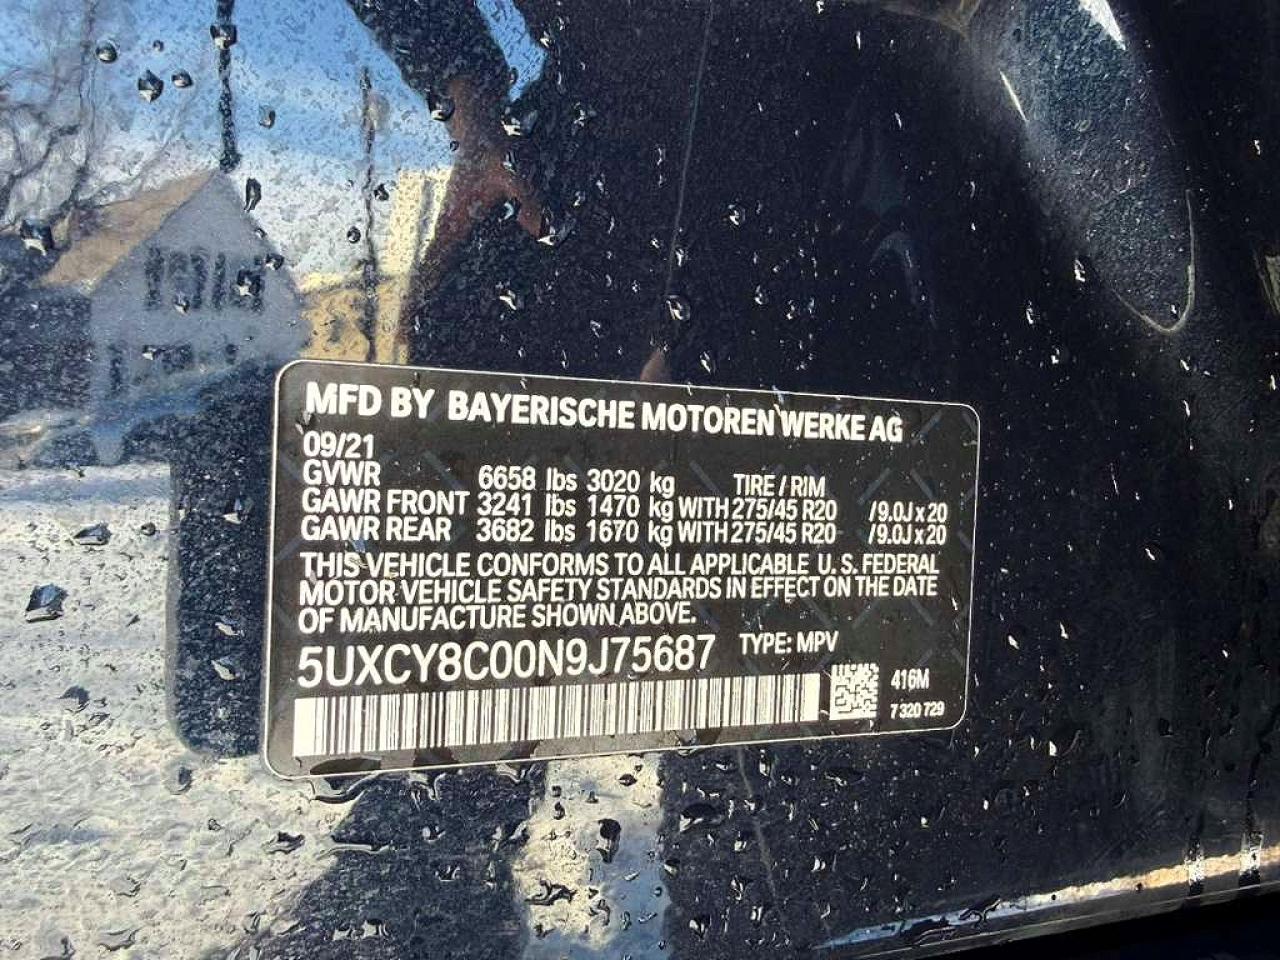 MFD BY BAYERISCHE MOTOREN WERKE AG
09/21
GVWR 6658 lbs 3020 kg TIRE / RIM
GAWR FRONT 3241 lbs 1470 kg WITH 275/45 R20 /9.0J x 20
GAWR REAR 3682 lbs 1670 kg WITH 275/45 R20 /9.0J x 20
THIS VEHICLE CONFORMS TO ALL APPLICABLE U. S. FEDERAL
MOTOR VEHICLE SAFETY STANDARDS IN EFFECT ON THE DATE
OF MANUFACTURE SHOWN ABOVE.
5UXCY8C00N9J75687 TYPE: MPV
416M
7 320 729